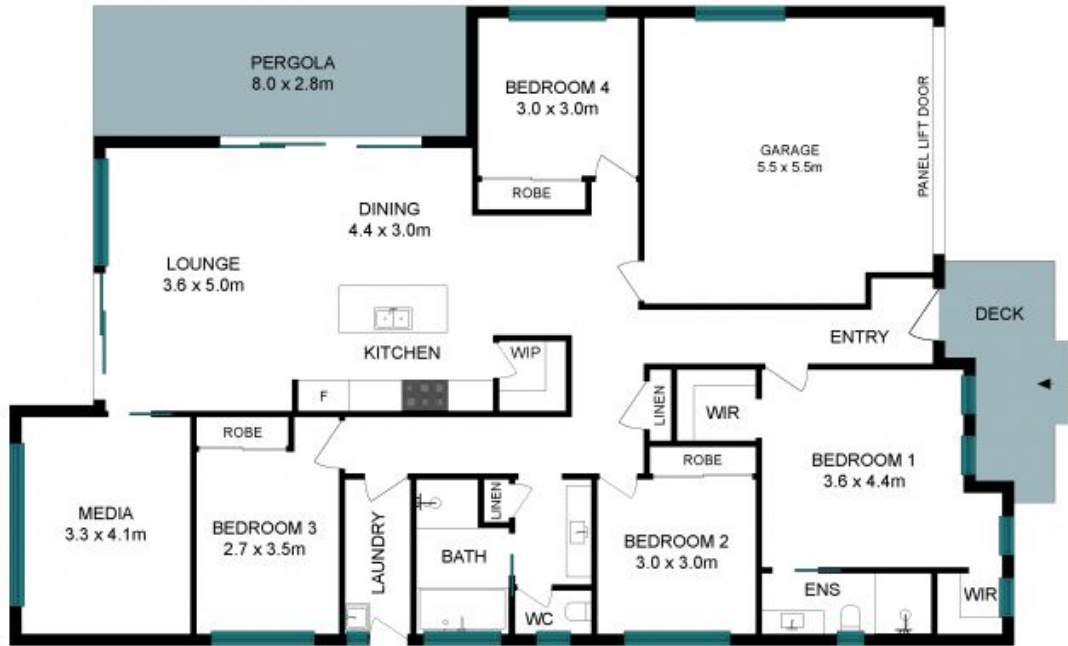 PERGOLA
8.0 x 2.8m
BEDROOM 4
3.0 x 3.0m
ROBE
GARAGE
5.5 x 5.5m
PANEL LIFT DOOR
DINING
4.4 x 3.0m
LOUNGE
3.6 x 5.0m
KITCHEN
WIP
F
ENTRY
DECK
LINEN
WIR
ROBE
BEDROOM 1
3.6 x 4.4m
ROBE
MEDIA
3.3 x 4.1m
BEDROOM 3
2.7 x 3.5m
LAUNDRY
LINEN
BATH
WC
BEDROOM 2
3.0 x 3.0m
ENS
WIR